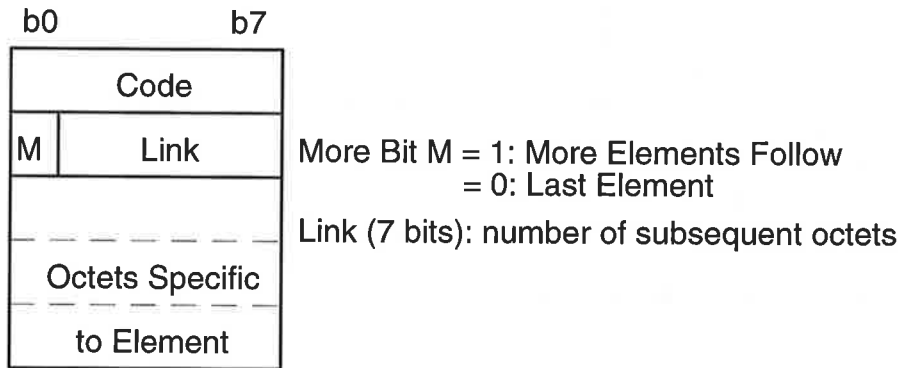 b0 b7
Code
M Link
More Bit M = 1: More Elements Follow
= 0: Last Element
Link (7 bits): number of subsequent octets
Octets Specific
to Element